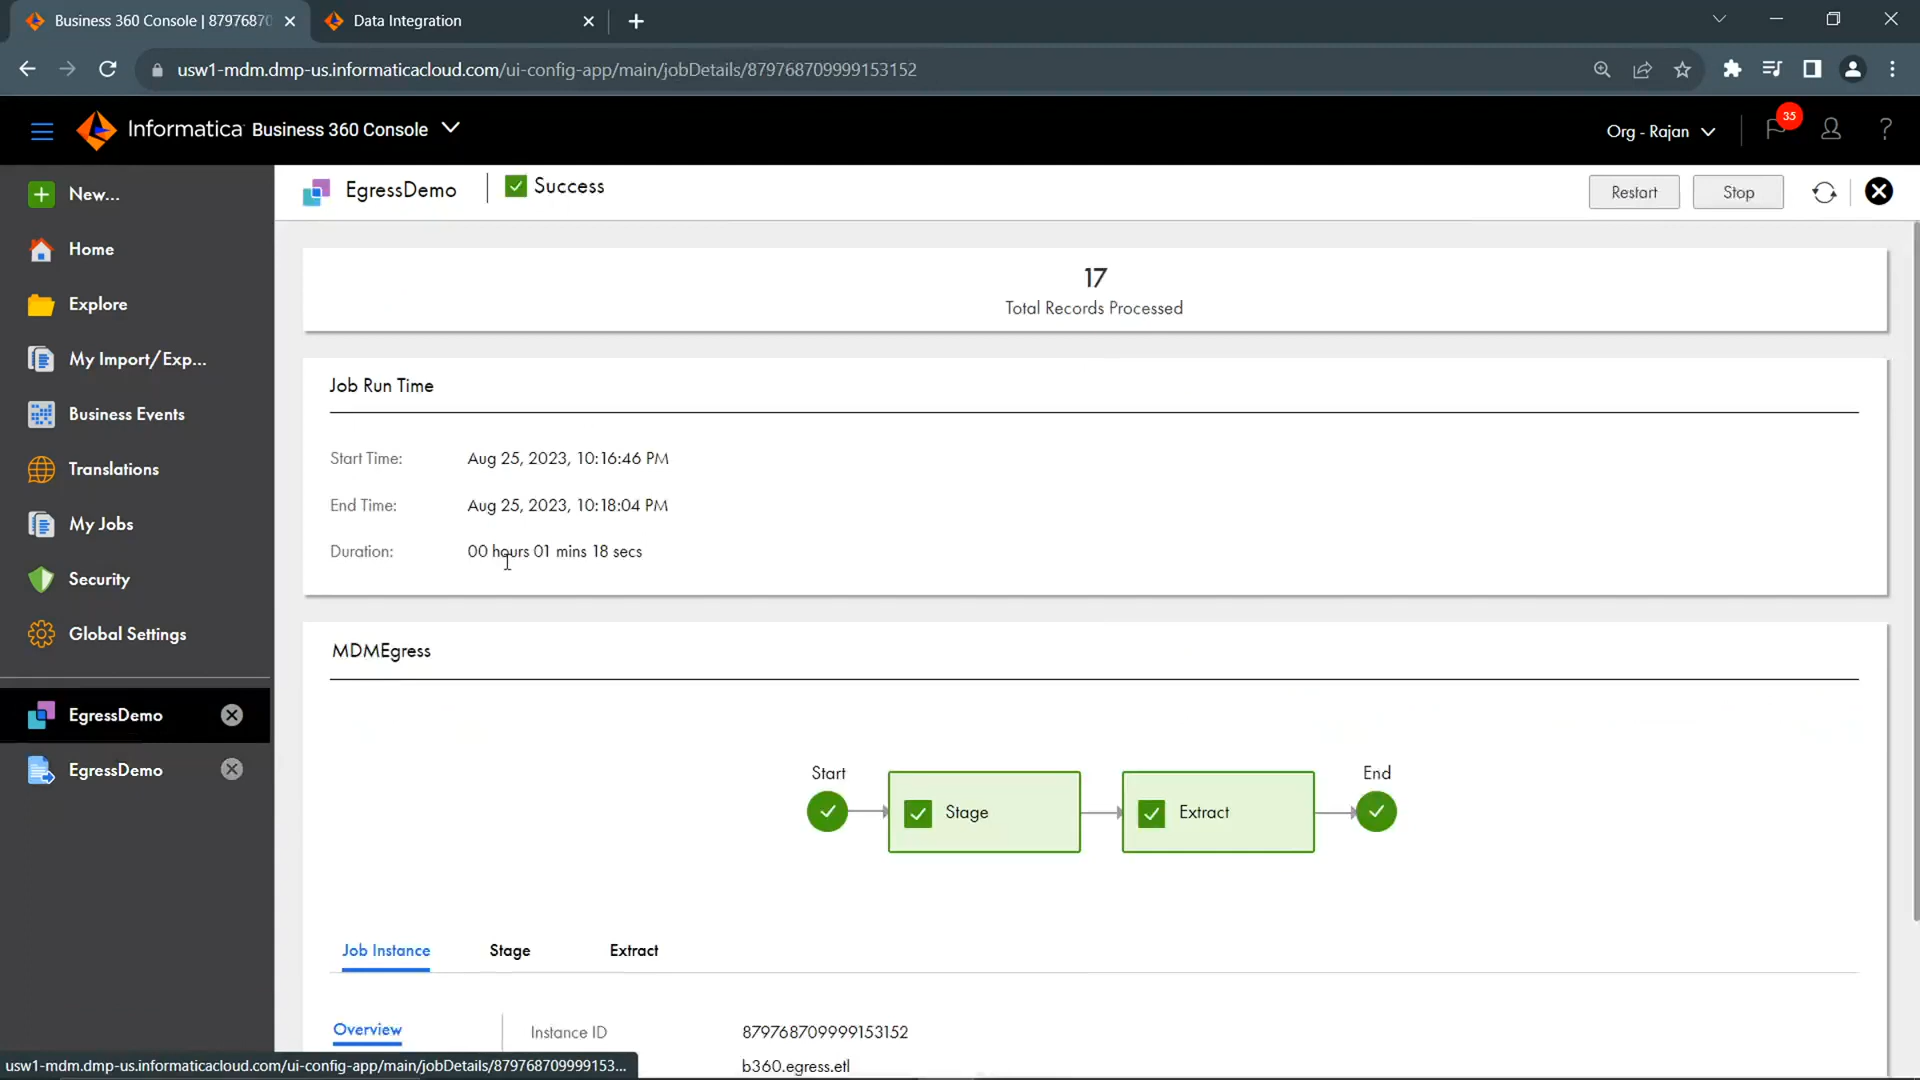 Business 360 Console | 8797687
Data Integration
usw1-mdm.dmp-us.informaticacloud.com/ui-config-app/main/jobDetails/879768709999153152
Informatica Business 360 Console
Org - Rajan
35
?
New...
Home
Explore
My Import/Exp...
Business Events
Translations
My Jobs
Security
Global Settings
EgressDemo
EgressDemo
EgressDemo
Success
Restart
Stop
17
Total Records Processed
Job Run Time
Start Time: Aug 25, 2023, 10:16:46 PM
End Time: Aug 25, 2023, 10:18:04 PM
Duration: 00 hours 01 mins 18 secs
MDMEgress
Start
Stage
Extract
End
Job Instance Stage Extract
Overview
Instance ID 879768709999153152
b360.egress.etl
usw1-mdm.dmp-us.informaticacloud.com/ui-config-app/main/jobDetails/879768709999153...